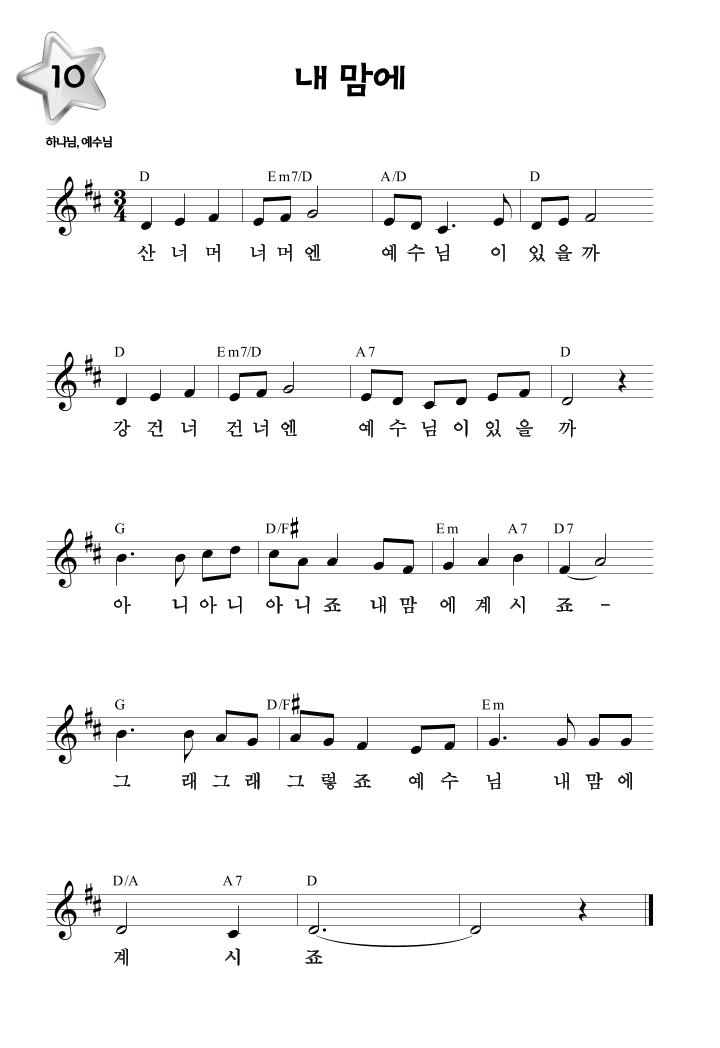 10
내 맘에
하나님, 예수님
D Em7/D A/D D
3
4
산 너 머 너 머 엔 예 수 님 이 있 을 까
D Em7/D A7 D
강 건 너 건 너 엔 예 수 님 이 있 을 까
G D/F♯ Em A7 D7
아 니 아 니 아 니 죠 내 맘 에 계 시 죠 -
G D/F♯ Em
그 래 그 래 그 렇 죠 예 수 님 내 맘 에
D/A A7 D
계 시 죠